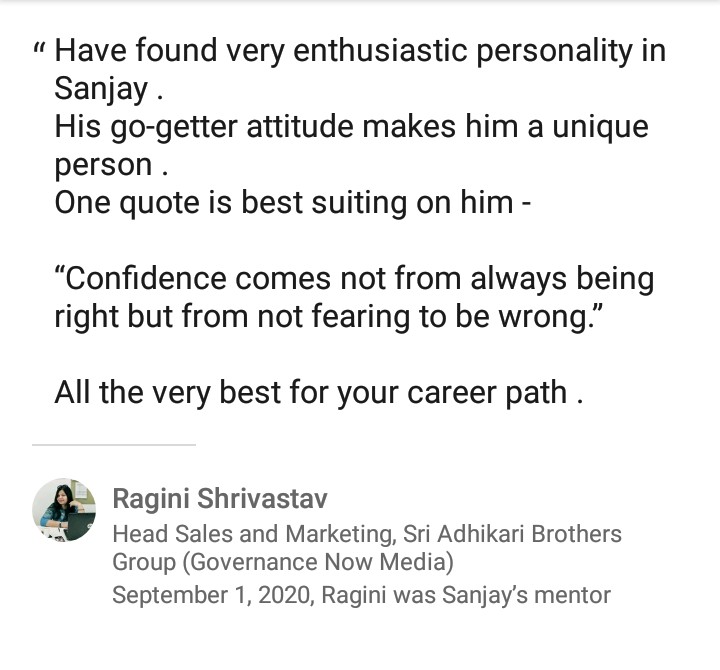 “ Have found very enthusiastic personality in
Sanjay .
His go-getter attitude makes him a unique
person .
One quote is best suiting on him -
“Confidence comes not from always being
right but from not fearing to be wrong.”
All the very best for your career path .
Ragini Shrivastav
Head Sales and Marketing, Sri Adhikari Brothers
Group (Governance Now Media)
September 1, 2020, Ragini was Sanjay’s mentor